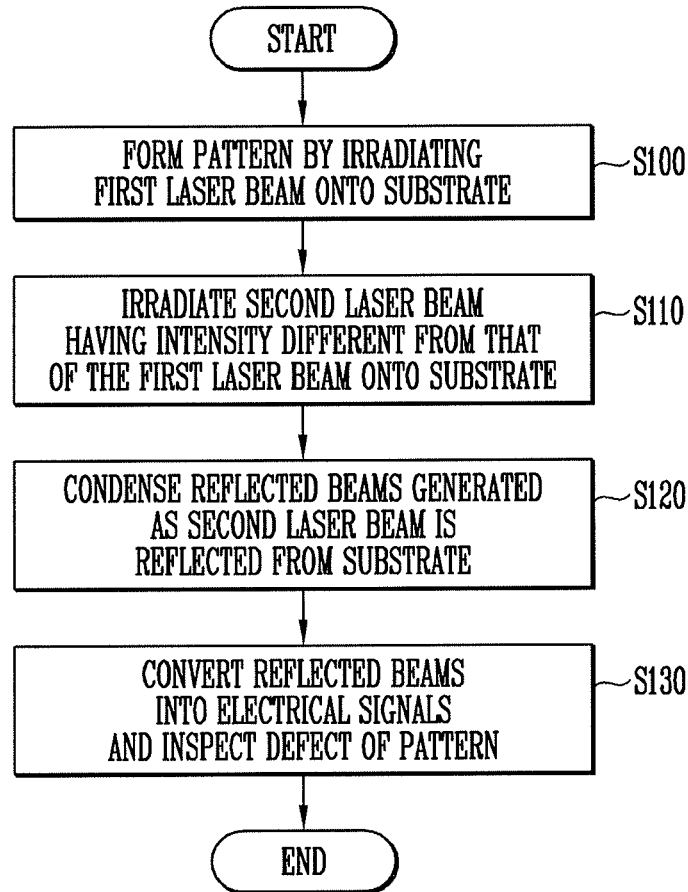 START
FORM PATTERN BY IRRADIATING
FIRST LASER BEAM ONTO SUBSTRATE
S100
IRRADIATE SECOND LASER BEAM
HAVING INTENSITY DIFFERENT FROM THAT
OF THE FIRST LASER BEAM ONTO SUBSTRATE
S110
CONDENSE REFLECTED BEAMS GENERATED
AS SECOND LASER BEAM IS
REFLECTED FROM SUBSTRATE
S120
CONVERT REFLECTED BEAMS
INTO ELECTRICAL SIGNALS
AND INSPECT DEFECT OF PATTERN
S130
END